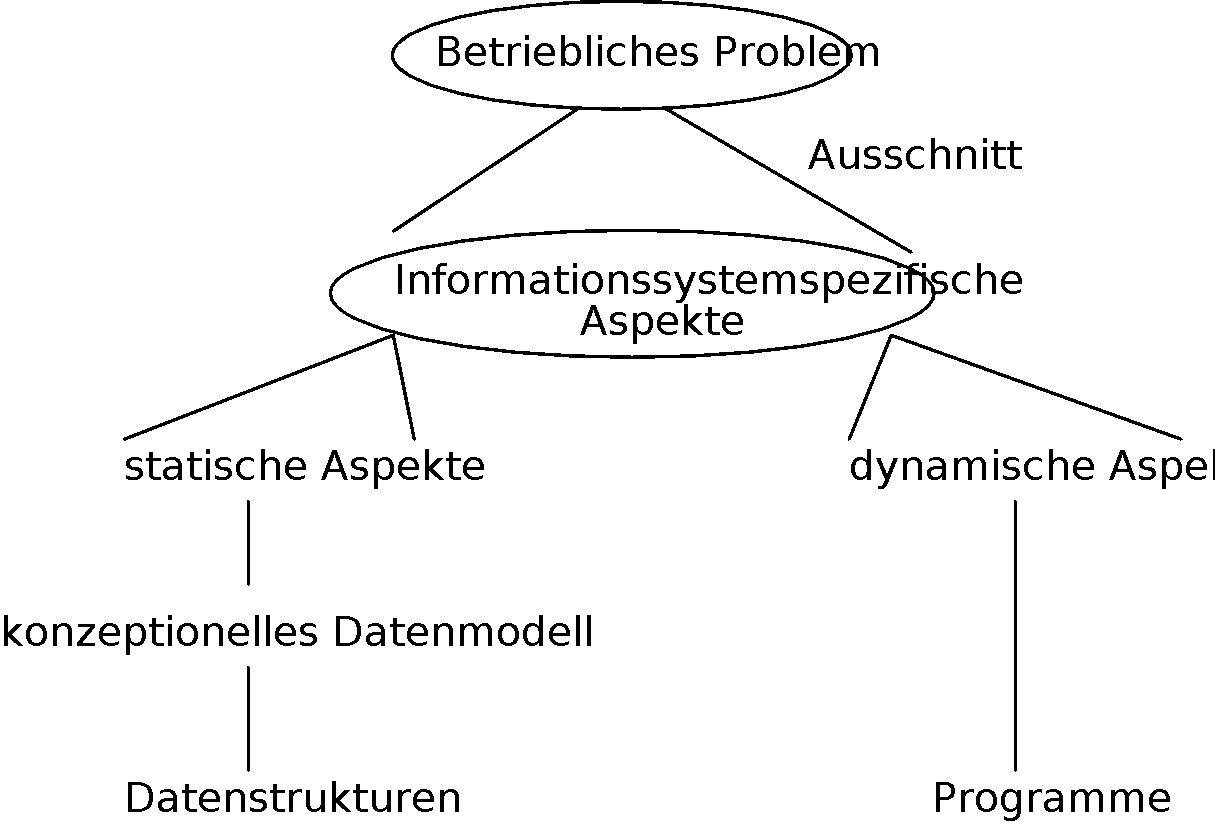 Betriebliches Problem
Ausschnitt
Informationssystemspezifische
Aspekte
statische Aspekte
dynamische
konzeptionelles Datenmodell
Datenstrukturen
Programme